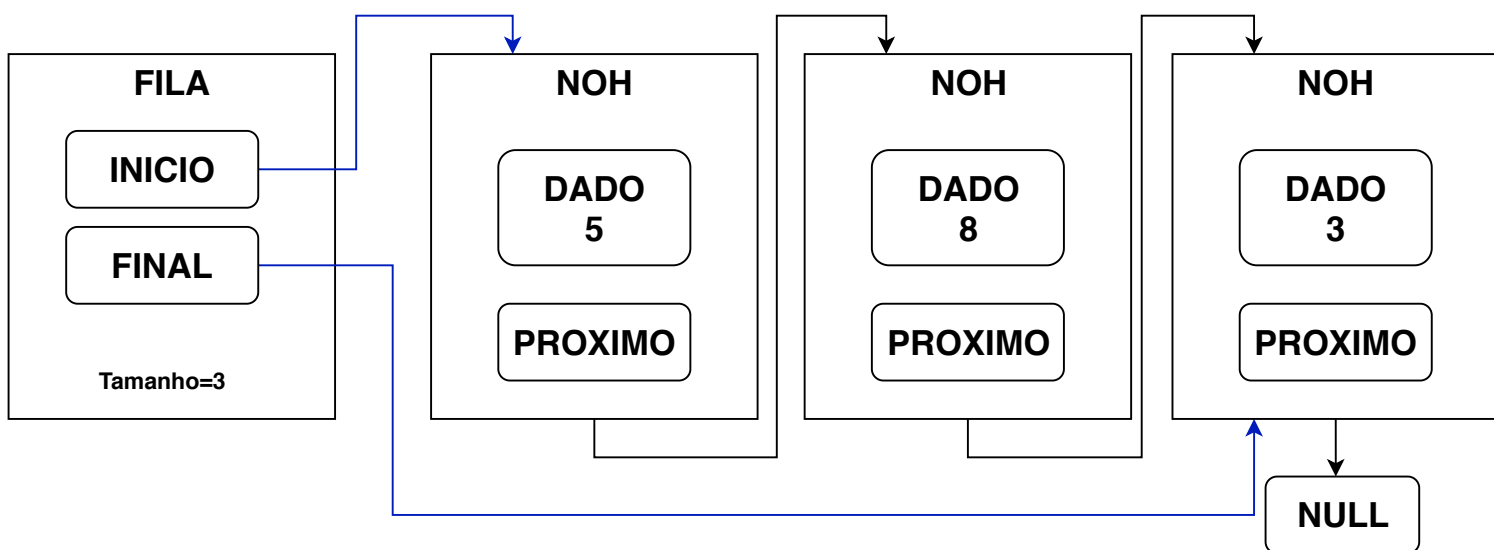 FILA
INICIO
FINAL
Tamanho=3
NOH
DADO
5
PROXIMO
NOH
DADO
8
PROXIMO
NOH
DADO
3
PROXIMO
NULL